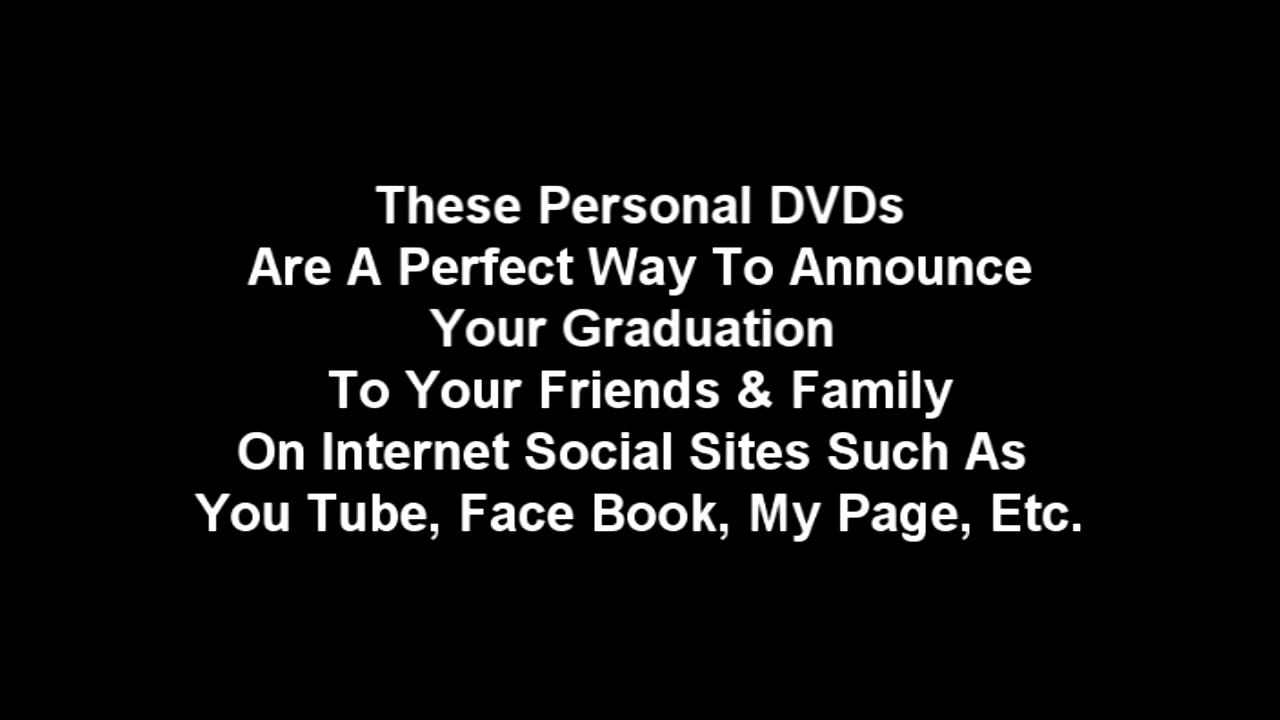 These Personal DVDs
Are A Perfect Way To Announce
Your Graduation
To Your Friends & Family
On Internet Social Sites Such As
You Tube, Face Book, My Page, Etc.